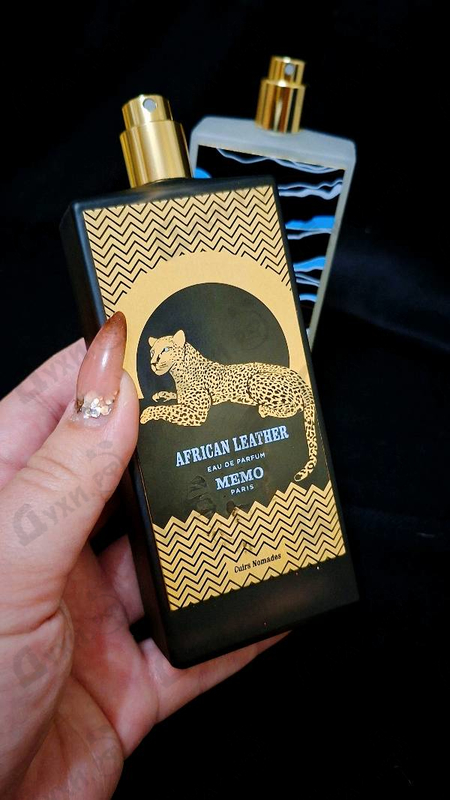 AFRICAN LEATHER
EAU DE PARFUM
MEMO
PARIS
Cuirs Nomades